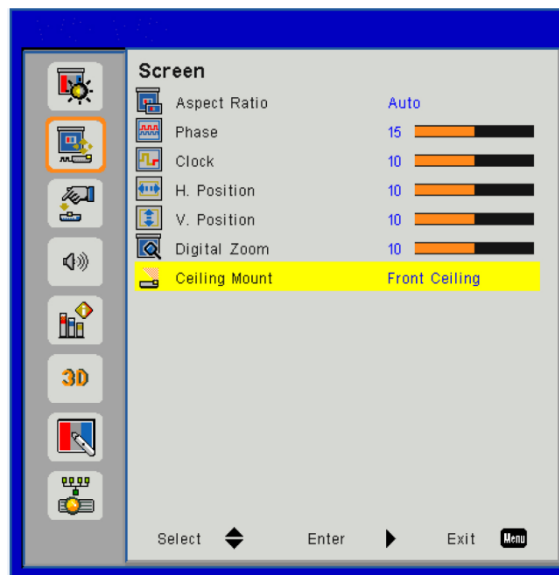 Screen
Aspect Ratio Auto
Phase 15
Clock 10
H. Position 10
V. Position 10
Digital Zoom 10
Ceiling Mount Front Ceiling
3D
Select Enter Exit Menu